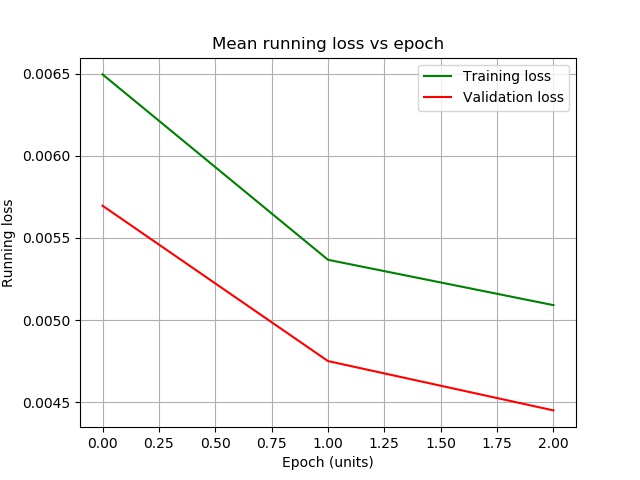 Mean running loss vs epoch
Training loss
Validation loss
Running loss
0.0065
0.0060
0.0055
0.0050
0.0045
0.00 0.25 0.50 0.75 1.00 1.25 1.50 1.75 2.00
Epoch (units)